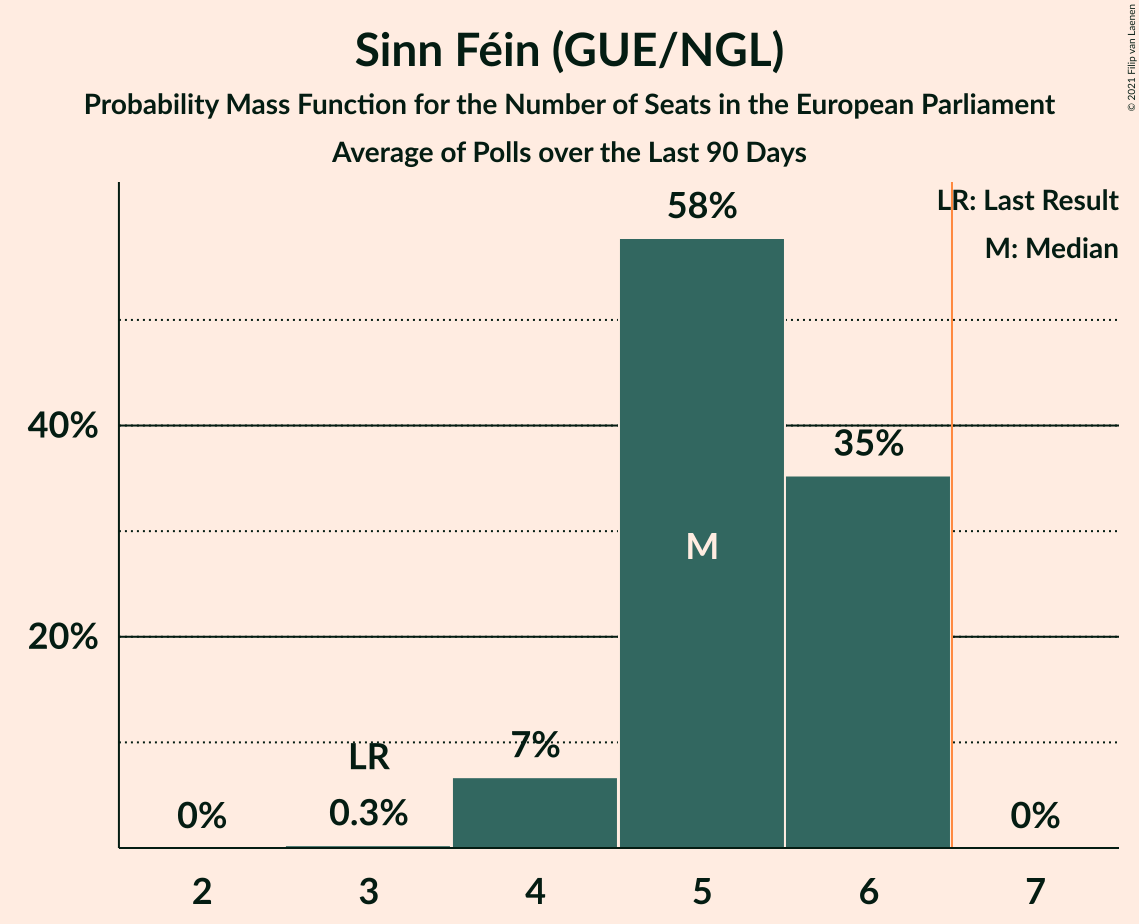 Sinn Féin (GUE/NGL)
Probability Mass Function for the Number of Seats in the European Parliament
Average of Polls over the Last 90 Days
© 2021 Filip van Laenen
LR: Last Result
M: Median
58%
40%
35%
M
20%
7%
LR
0%
0.3%
0%
2 3 4 5 6 7